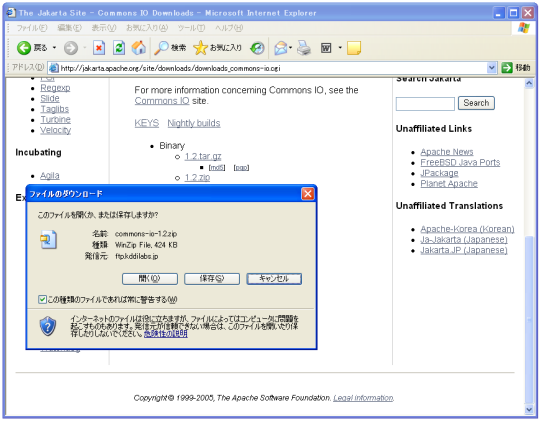 The Jakarta Site - Commons IO Downloads - Microsoft Internet Explorer
ファイル(F) 編集(E) 表示(V) お気に入り(A) ツール(T) ヘルプ(H)
戻る 検索 お気に入り
アドレス(D) http://jakarta.apache.org/site/downloads/downloads_commons-io.cgi 移動
POI
Regexp
Slide
Taglibs
Turbine
Velocity
Incubating
Agila
For more information concerning Commons IO, see the
Commons IO site.
KEYS Nightly builds
Binary
1.2.tar.gz
[md5] [pgp]
1.2.zip
Search Jakarta
Search
Unaffiliated Links
Apache News
FreeBSD Java Ports
JPackage
Planet Apache
Unaffiliated Translations
Apache-Korea (Korean)
Ja-Jakarta (Japanese)
Jakarta.JP (Japanese)
Ex
ファイルのダウンロード
このファイルを開くか、または保存しますか?
名前: commons-io-1.2.zip
種類: WinZip File, 424 KB
発信元: ftp.kddilabs.jp
開く(O) 保存(S) キャンセル
この種類のファイルであれば常に警告する(W)
インターネットのファイルは役に立ちますが、ファイルによってはコンピュータに問題を
起こすものもあります。発信元が信頼できない場合は、このファイルを開いたり保
存したりしないでください。危険性の説明
Copyright © 1999-2005, The Apache Software Foundation. Legal Information.